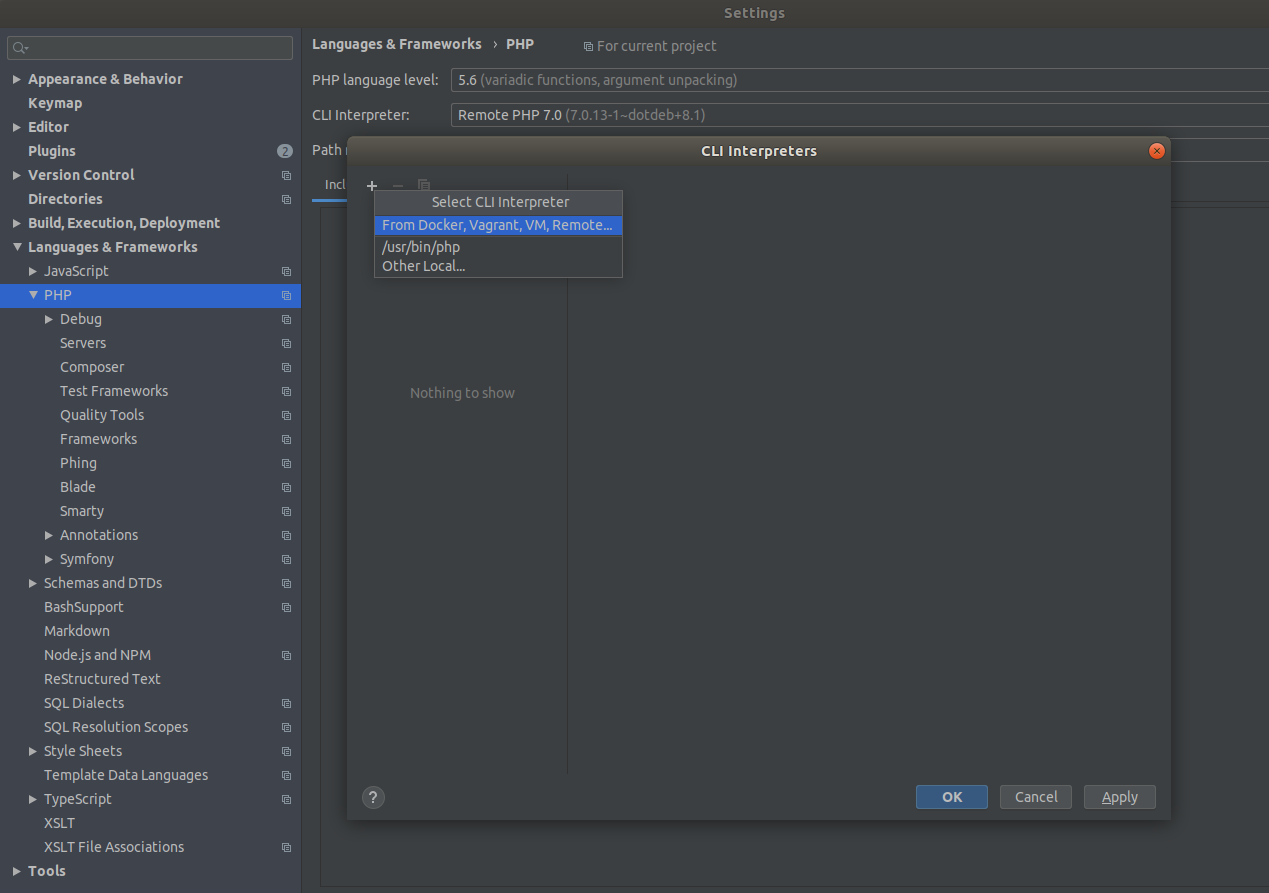 Settings
Appearance & Behavior
Keymap
Editor
Plugins 2
Version Control
Directories
Build, Execution, Deployment
Languages & Frameworks
JavaScript
PHP
Debug
Servers
Composer
Test Frameworks
Quality Tools
Frameworks
Phing
Blade
Smarty
Annotations
Symfony
Schemas and DTDs
BashSupport
Markdown
Node.js and NPM
ReStructured Text
SQL Dialects
SQL Resolution Scopes
Style Sheets
Template Data Languages
TypeScript
XSLT
XSLT File Associations
Tools
Languages & Frameworks › PHP For current project
PHP language level: 5.6 (variadic functions, argument unpacking)
CLI Interpreter: Remote PHP 7.0 (7.0.13-1~dotdeb+8.1)
Path
Incl
CLI Interpreters
Select CLI Interpreter
From Docker, Vagrant, VM, Remote...
/usr/bin/php
Other Local...
Nothing to show
?
OK Cancel Apply